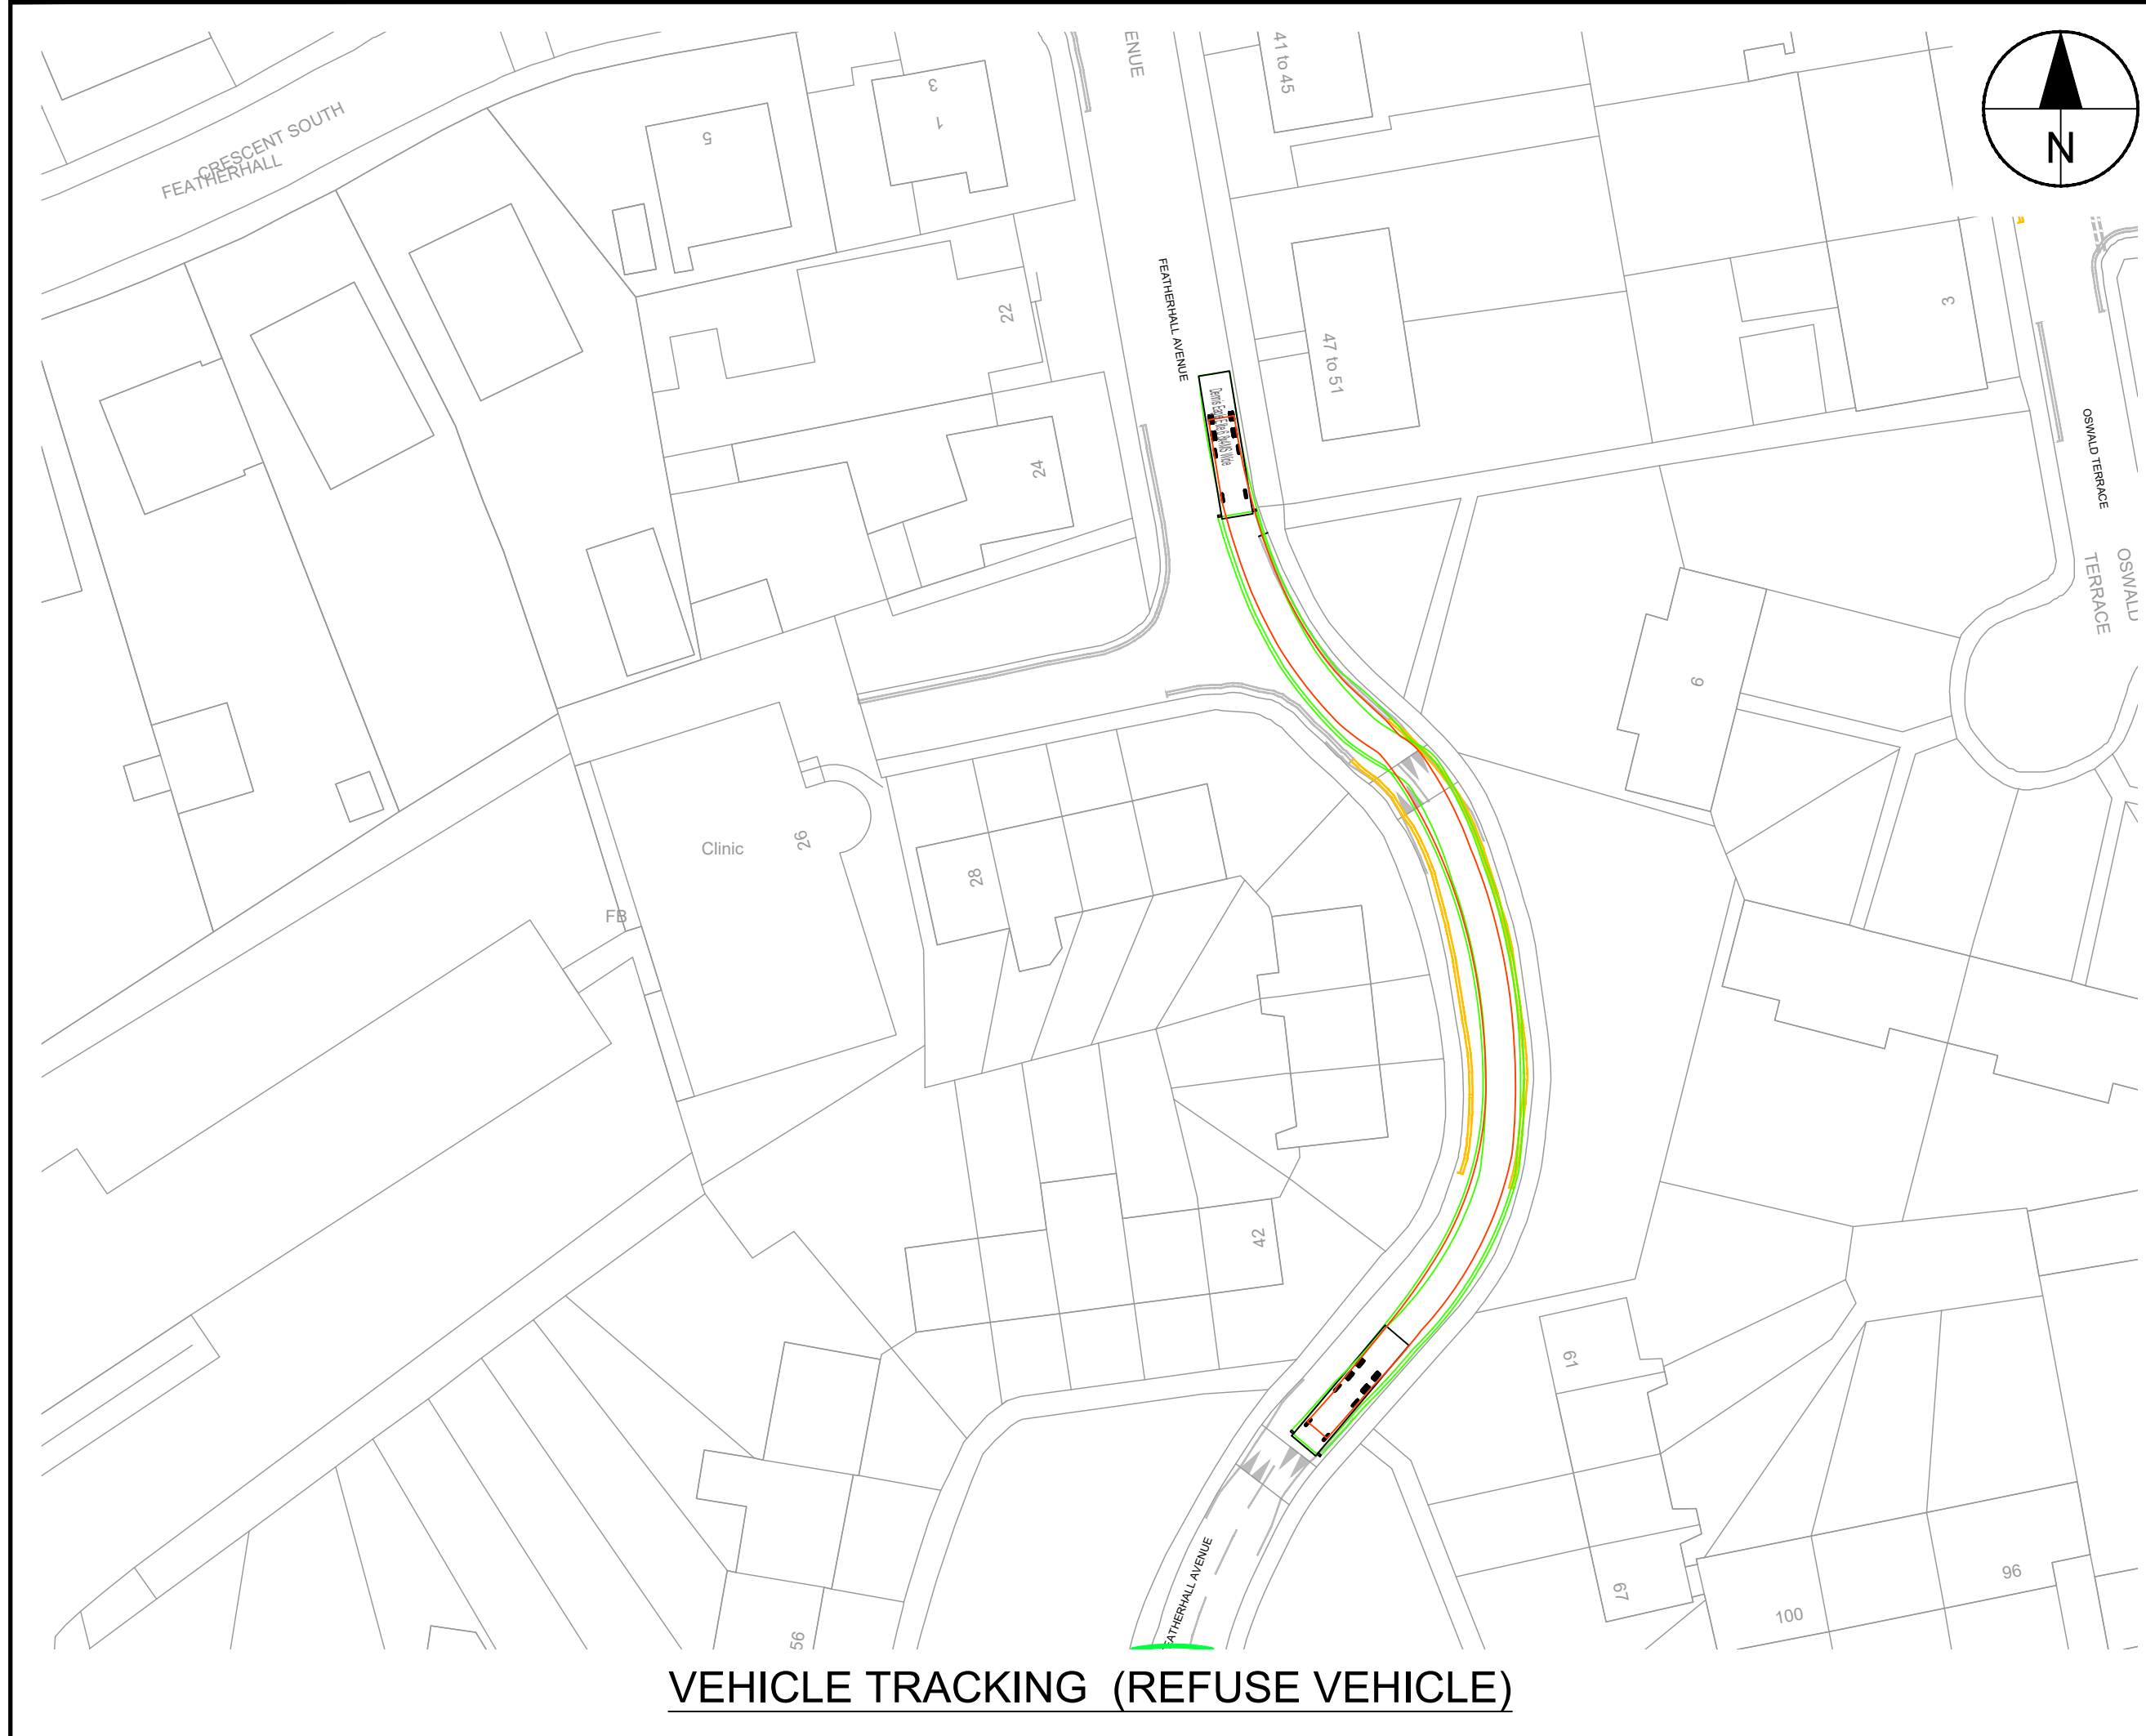 ENUE
41 to 45
3
1
5
CRESCENT SOUTH
FEATHERHALL
N
FEATHERHALL AVENUE
22
47 to 51
3
24
OSWALD TERRACE
OSWALD
TERRACE
9
Clinic
26
28
FB
42
61
67
FEATHERHALL AVENUE
96
100
56
VEHICLE TRACKING (REFUSE VEHICLE)